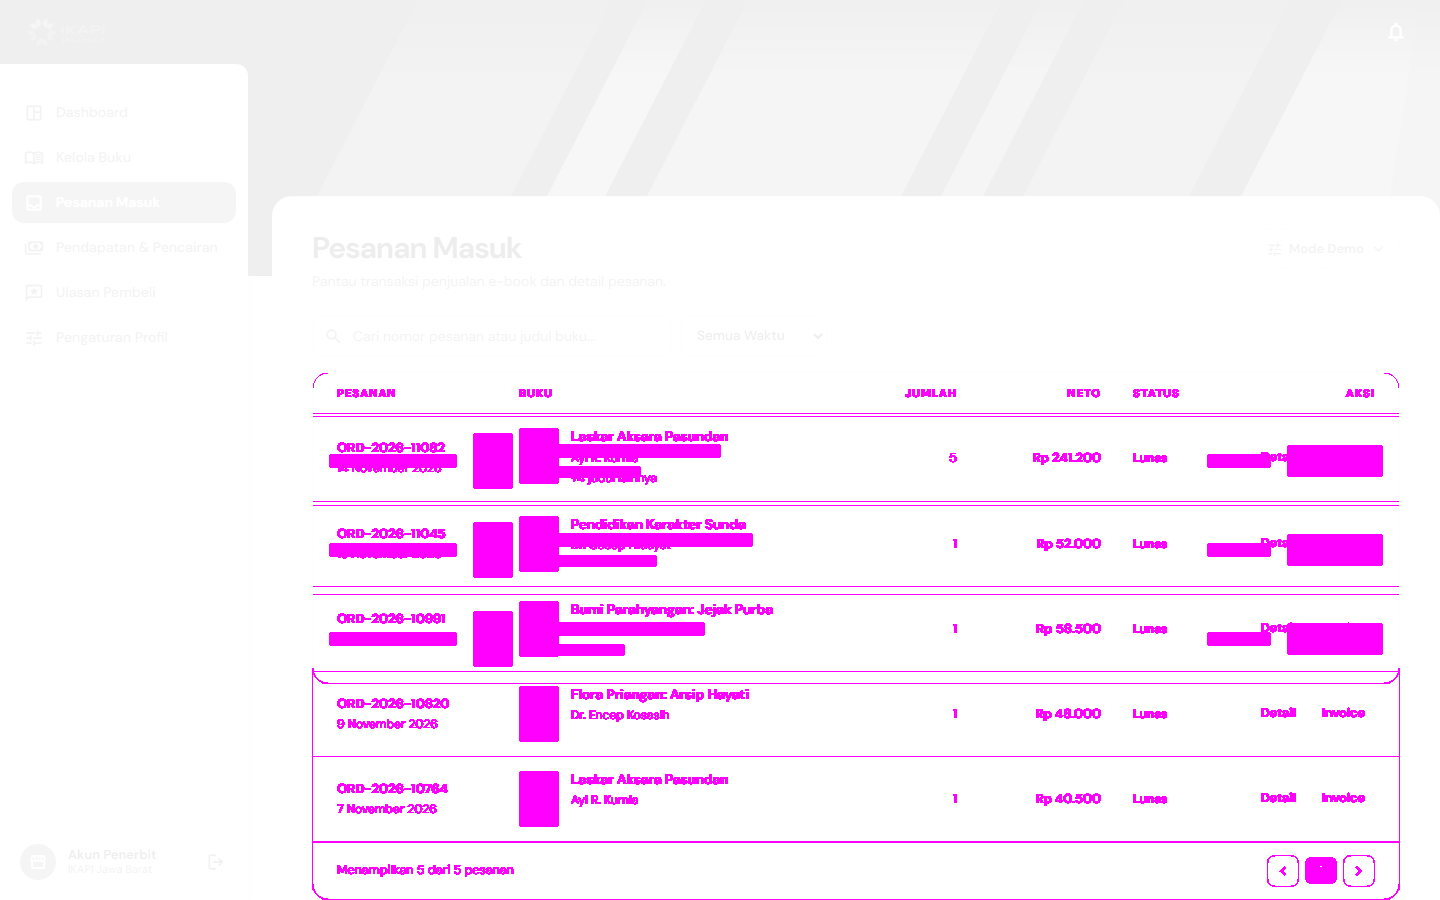 Dashboard
Kelola Buku
Pesanan Masuk
Pendapatan & Pencairan
Ulasan Pembeli
Pengaturan Profil
Akun Penerbit
IKAPI Jawa Barat
Pesanan Masuk
Mode Demo
Pantau transaksi penjualan e-book dan detail pesanan.
Cari nomor pesanan atau judul buku...
Semua Waktu
PESANAN BUKU JUMLAH NETO STATUS AKSI
ORD-2026-11082
14 November 2026
Laskar Aksara Pasundan
Ayi R. Kurnia
5 Rp 241.200 Lunas
ORD-2026-11045
Pendidikan Karakter Sunda
1 Rp 52.000 Lunas
ORD-2026-10991
Bumi Parahyangan: Jejak Purba
1 Rp 58.500 Lunas
ORD-2026-10820
9 November 2026
Flora Priangan: Arsip Hayati
Dr. Encep Kosasih
1 Rp 48.000 Lunas Detail Invoice
ORD-2026-10764
7 November 2026
Laskar Aksara Pasundan
Ayi R. Kurnia
1 Rp 40.500 Lunas Detail Invoice
Menampilkan 5 dari 5 pesanan